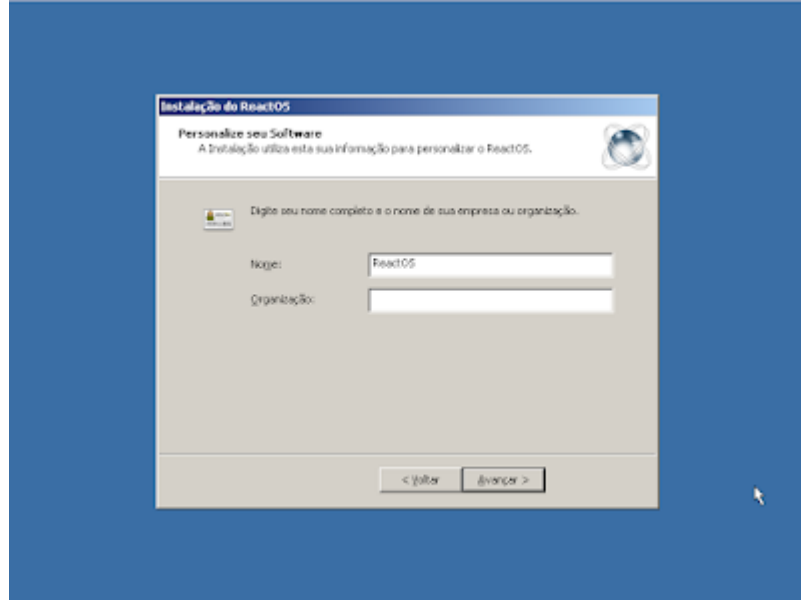 Instalação do ReactOS
Personalize seu Software
A Instalação utiliza esta sua informação para personalizar o ReactOS.
Digite seu nome completo e o nome de sua empresa ou organização.
Nome:
ReactOS
Organização:
< Voltar
Avançar >